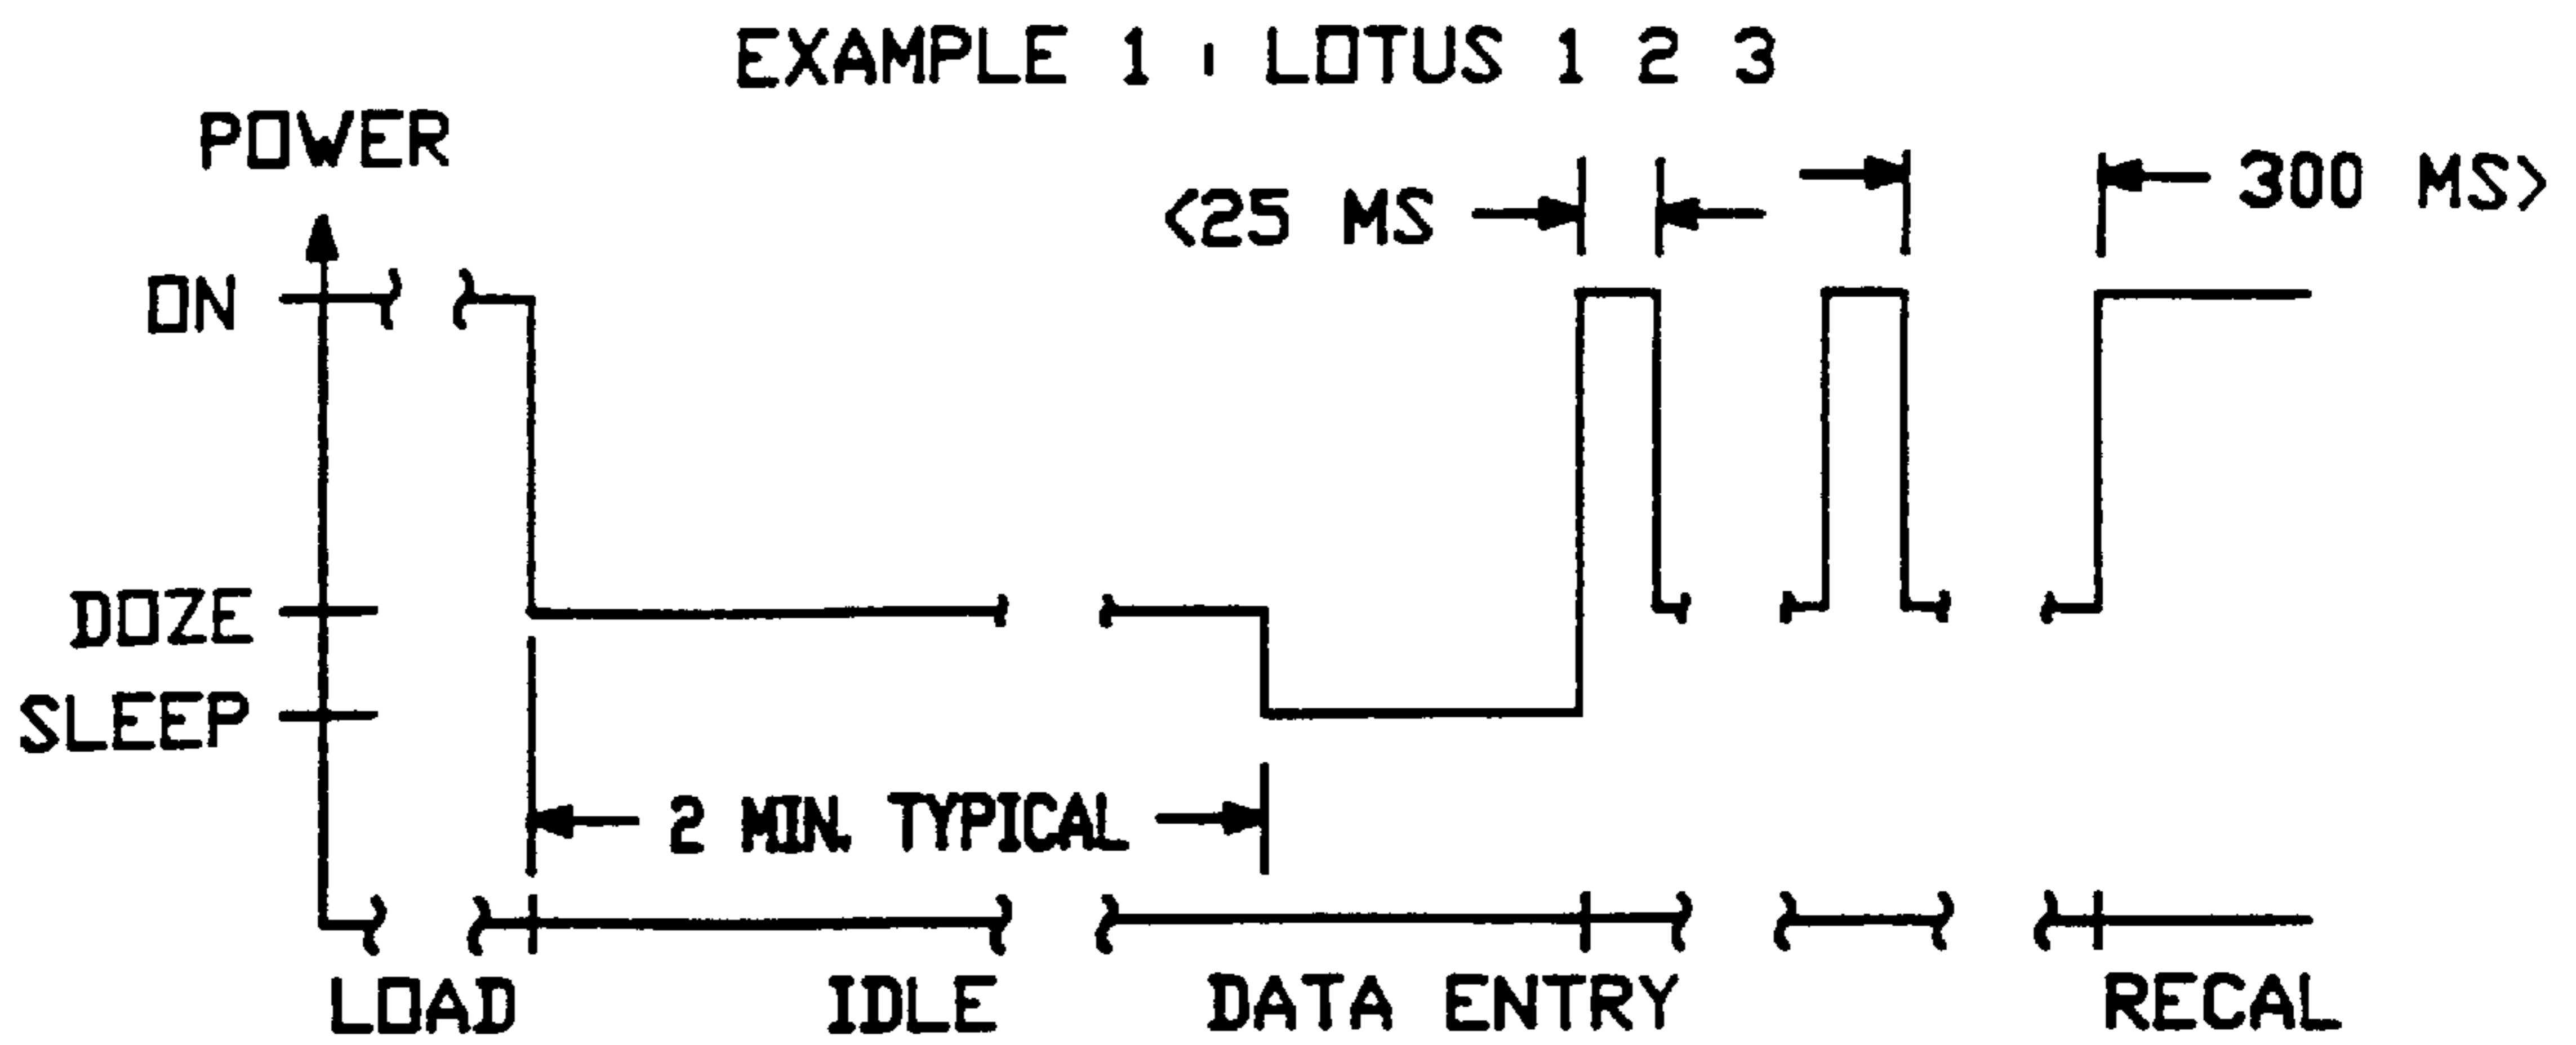 EXAMPLE 1 : LOTUS 1 2 3
POWER
<25 MS
300 MS>
ON
DOZE
SLEEP
2 MIN. TYPICAL
LOAD IDLE DATA ENTRY RECAL